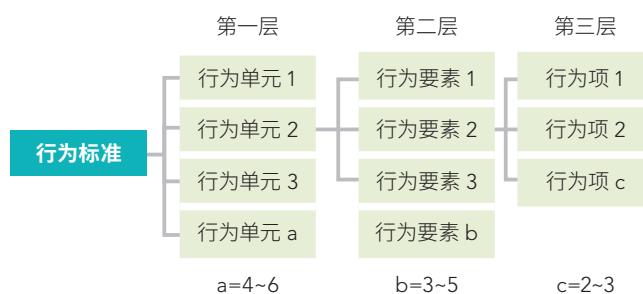 第一层 第二层 第三层
行为单元 1 行为要素 1 行为项 1
行为单元 2 行为要素 2 行为项 2
行为标准
行为单元 3 行为要素 3 行为项 c
行为单元 a 行为要素 b
a=4~6 b=3~5 c=2~3